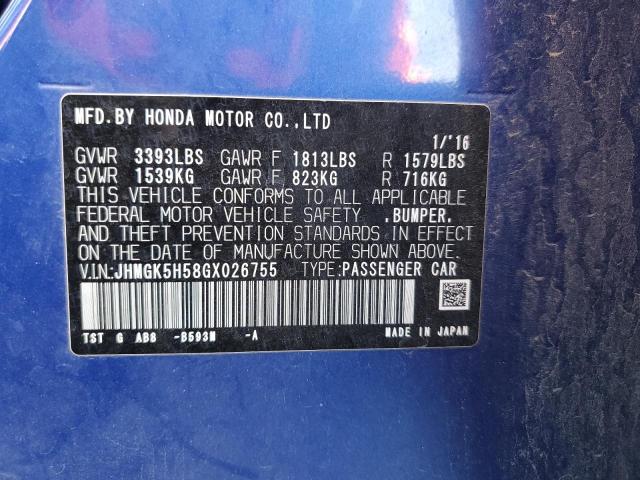 MFD.BY HONDA MOTOR CO.,LTD
1/'16
GVWR 3393LBS GAWR F 1813LBS R 1579LBS
GVWR 1539KG GAWR F 823KG R 716KG
THIS VEHICLE CONFORMS TO ALL APPLICABLE
FEDERAL MOTOR VEHICLE SAFETY .BUMPER.
AND THEFT PREVENTION STANDARDS IN EFFECT
ON THE DATE OF MANUFACTURE SHOWN ABOVE.
V.I.N:JHMGK5H58GX026755 TYPE:PASSENGER CAR
TST G AB8 -B593M -A MADE IN JAPAN